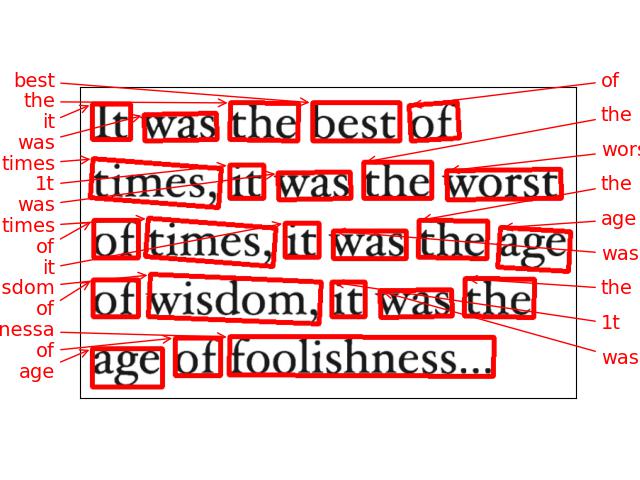 best
the
it
was
times
1t
was
times
of
it
sdom
of
nessa
of
age
It was the best of
times, it was the worst
of times, it was the age
of wisdom, it was the
age of foolishness...
of
the
wors
the
age
was
the
1t
was